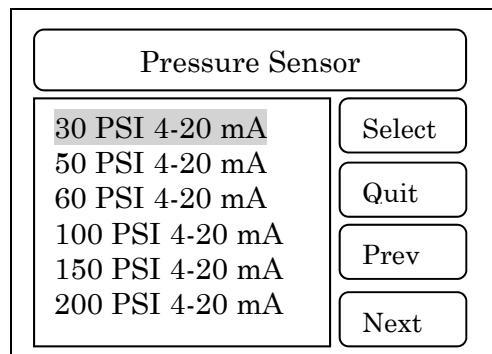 Pressure Sensor
30 PSI 4-20 mA
50 PSI 4-20 mA
60 PSI 4-20 mA
100 PSI 4-20 mA
150 PSI 4-20 mA
200 PSI 4-20 mA
Select
Quit
Prev
Next